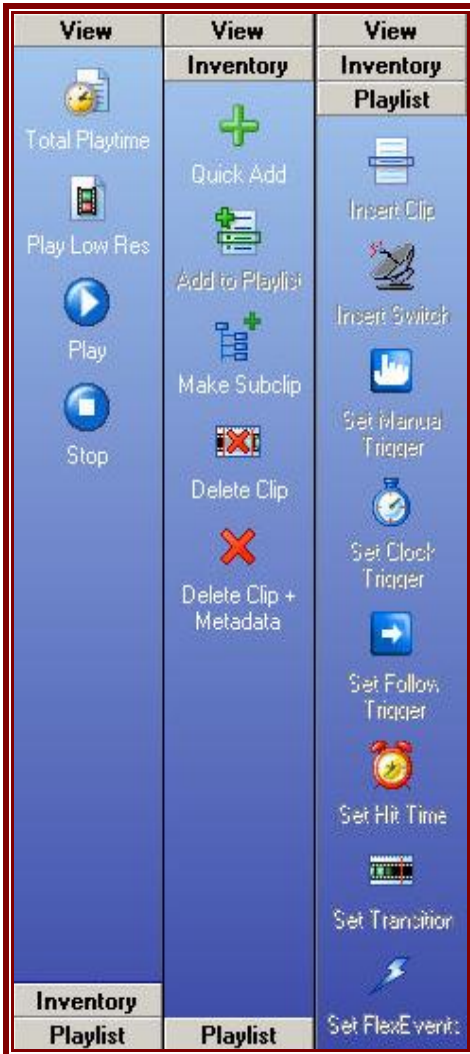 View
Total Playtime
Play Low Res
Play
Stop
Inventory
Playlist
View
Inventory
Quick Add
Add to Playlist
Make Subclip
Delete Clip
Delete Clip +
Metadata
Playlist
View
Inventory
Playlist
Insert Clip
Insert Switch
Set Manual
Trigger
Set Clock
Trigger
Set Follow
Trigger
Set Hit Time
Set Transition
Set FlexEvents